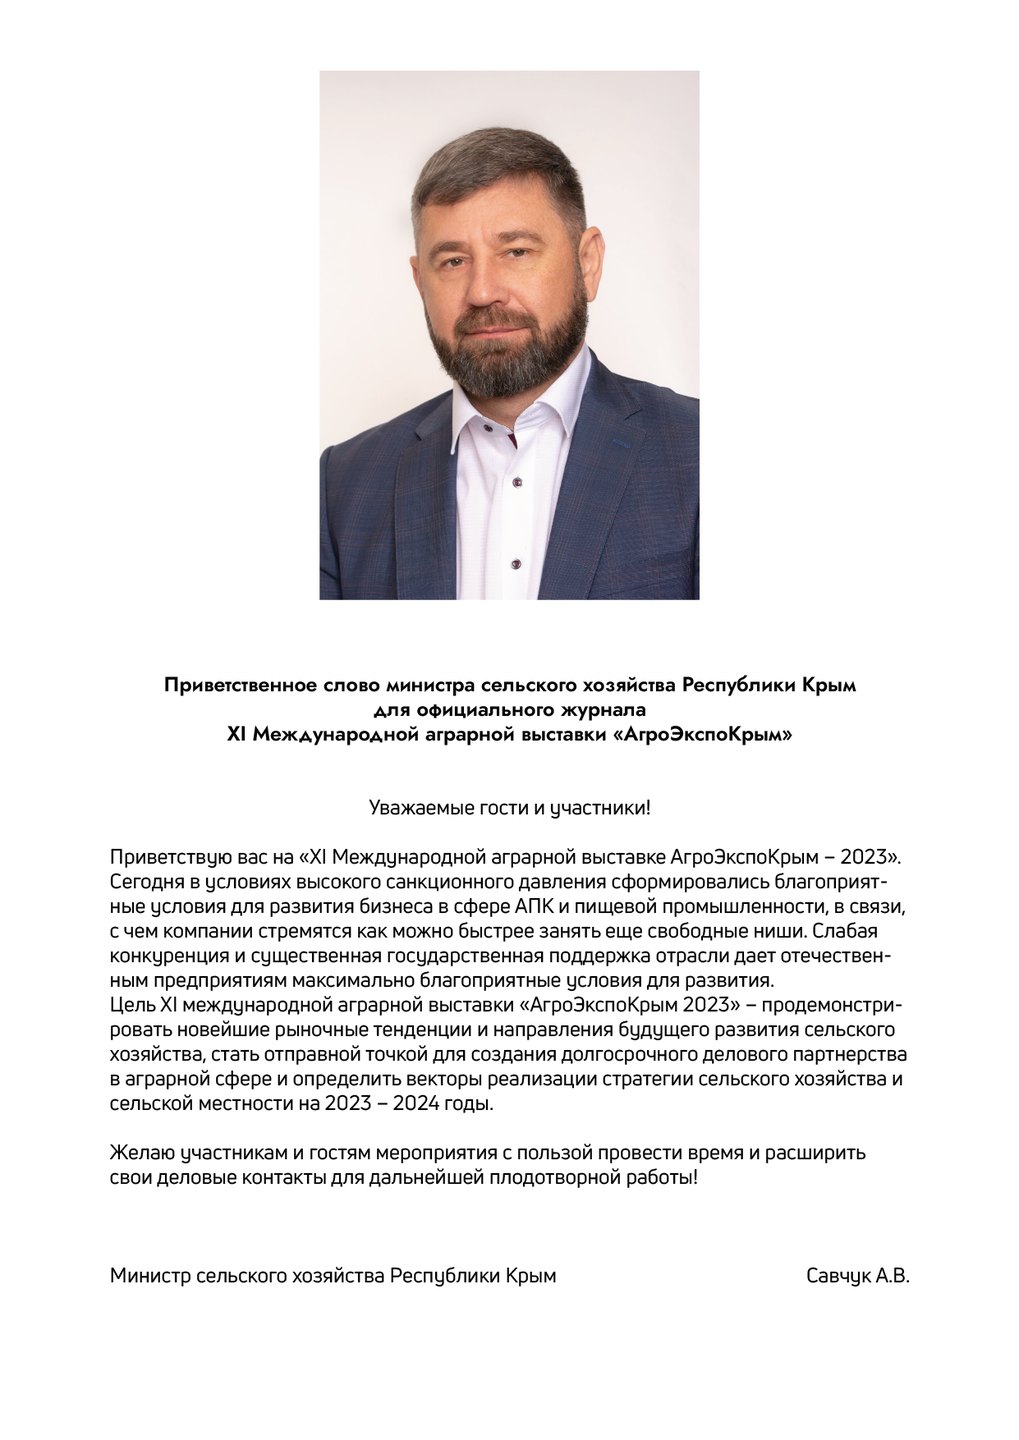 Приветственное слово министра сельского хозяйства Республики Крым
для официального журнала
XI Международной аграрной выставки «АгроЭкспоКрым»
Уважаемые гости и участники!
Приветствую вас на «XI Международной аграрной выставке АгроЭкспоКрым – 2023».
Сегодня в условиях высокого санкционного давления сформировались благоприят-
ные условия для развития бизнеса в сфере АПК и пищевой промышленности, в связи,
с чем компании стремятся как можно быстрее занять еще свободные ниши. Слабая
конкуренция и существенная государственная поддержка отрасли дает отечествен-
ным предприятиям максимально благоприятные условия для развития.
Цель XI международной аграрной выставки «АгроЭкспоКрым 2023» – продемонстри-
ровать новейшие рыночные тенденции и направления будущего развития сельского
хозяйства, стать отправной точкой для создания долгосрочного делового партнерства
в аграрной сфере и определить векторы реализации стратегии сельского хозяйства и
сельской местности на 2023 – 2024 годы.
Желаю участникам и гостям мероприятия с пользой провести время и расширить
свои деловые контакты для дальнейшей плодотворной работы!
Министр сельского хозяйства Республики Крым Савчук А.В.